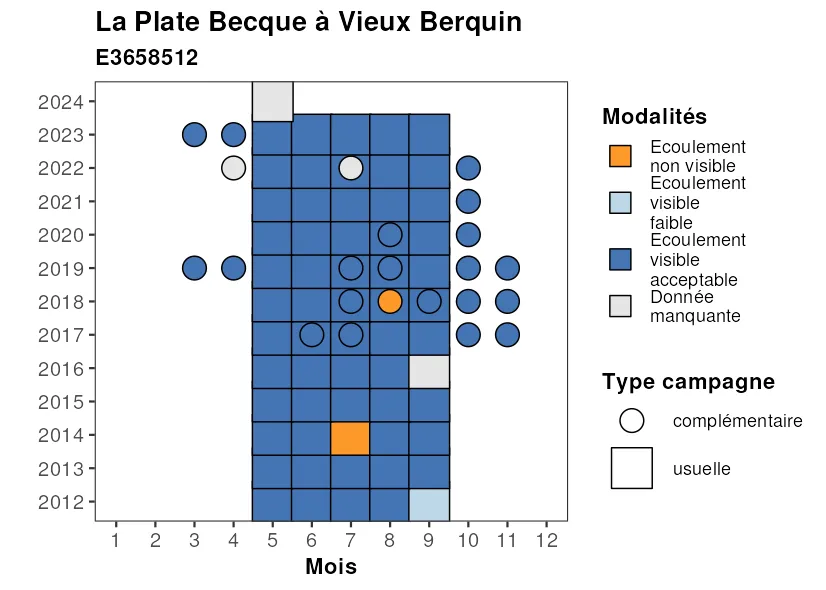 La Plate Becque à Vieux Berquin
E3658512
2024
2023
2022
2021
2020
2019
2018
2017
2016
2015
2014
2013
2012
1 2 3 4 5 6 7 8 9 10 11 12
Mois
Modalités
Ecoulement
non visible
Ecoulement
visible
faible
Ecoulement
visible
acceptable
Donnée
manquante
Type campagne
complémentaire
usuelle